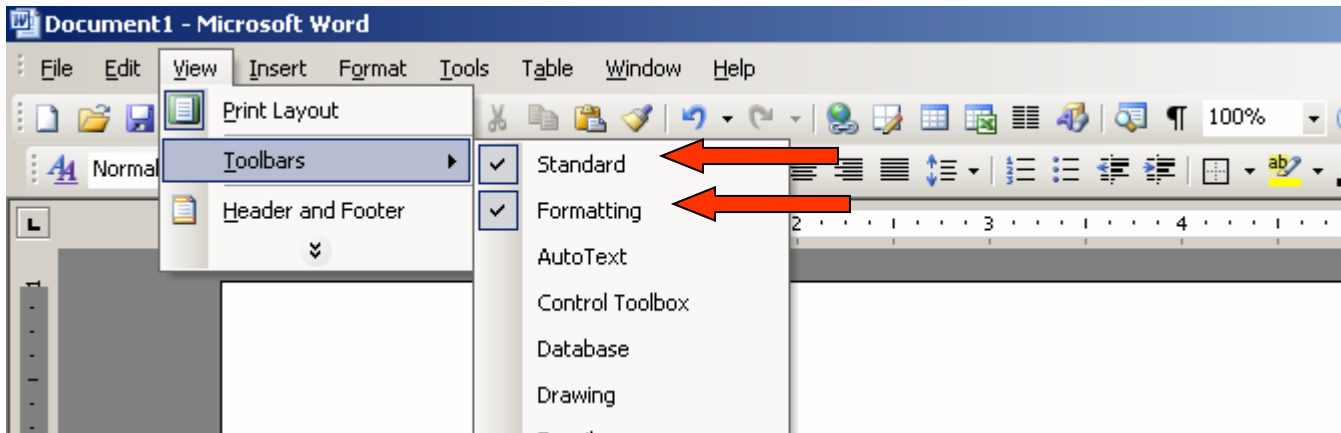 Document1 - Microsoft Word
File Edit View Insert Format Tools Table Window Help
Print Layout
100%
Normal
Toolbars
Standard
Header and Footer
Formatting
2 3 4
AutoText
Control Toolbox
Database
Drawing